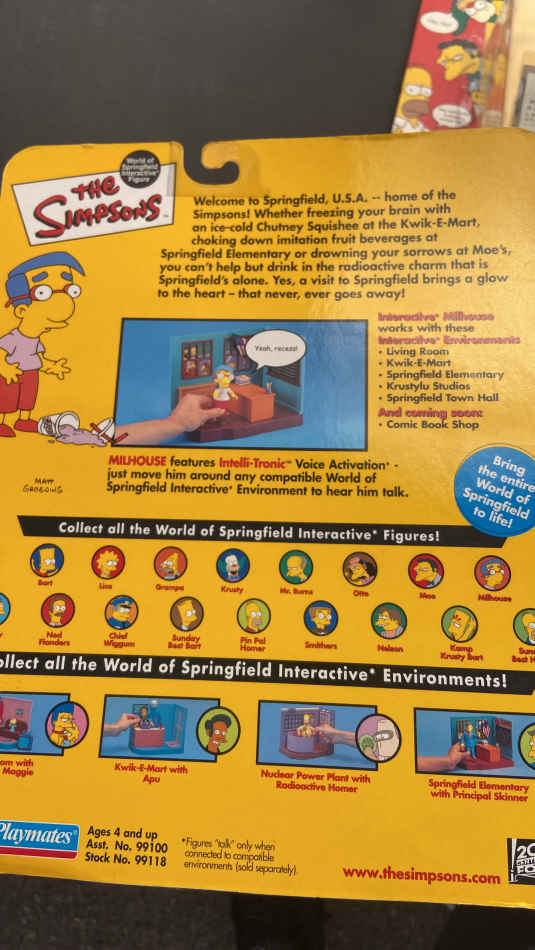 World of
Springfield
Interactive*
Figure
THE
SIMPSONS
Welcome to Springfield, U.S.A. -- home of the
Simpsons! Whether freezing your brain with
an ice-cold Chutney Squishee at the Kwik-E-Mart,
choking down imitation fruit beverages at
Springfield Elementary or drowning your sorrows at Moe's,
you can't help but drink in the radioactive charm that is
Springfield's alone. Yes, a visit to Springfield brings a glow
to the heart – that never, ever goes away!
Yeah, recess!
Interactive* Milhouse
works with these
Interactive* Environments
• Living Room
• Kwik-E-Mart
• Springfield Elementary
• Krustylu Studios
• Springfield Town Hall
And coming soon:
• Comic Book Shop
MATT
GROENING
MILHOUSE features Intelli-Tronic™ Voice Activation* -
just move him around any compatible World of
Springfield Interactive* Environment to hear him talk.
Bring
the entire
World of
Springfield
to life!
Collect all the World of Springfield Interactive* Figures!
Bart
Lisa
Grampa
Krusty
Mr. Burns
Otto
Moe
Milhouse
Ned
Flanders
Chief
Wiggum
Sunday
Best Bart
Pin Pal
Homer
Smithers
Nelson
Kamp
Krusty Bart
Sun
Best H
ollect all the World of Springfield Interactive* Environments!
om with
Maggie
Kwik-E-Mart with
Apu
Nuclear Power Plant with
Radioactive Homer
Springfield Elementary
with Principal Skinner
Playmates®
Ages 4 and up
Asst. No. 99100
Stock No. 99118
*Figures "talk" only when
connected to compatible
environments (sold separately).
www.thesimpsons.com
20
CENT
FO